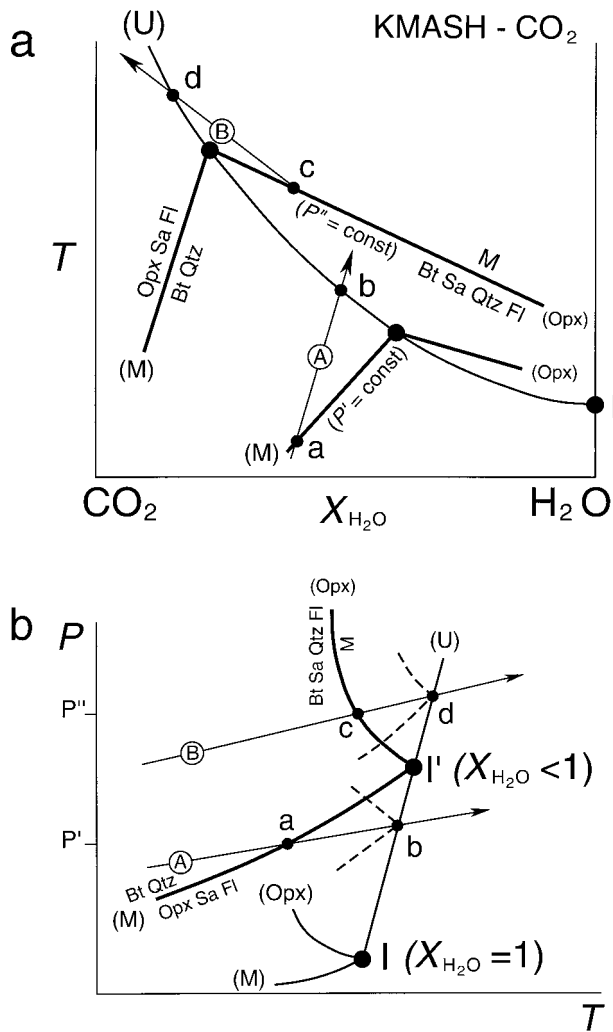 a
(U)
KMASH - CO2
d
B
c
(P" = const)
M
Bt Sa Qtz Fl
(Opx)
Opx Sa Fl
Bt Qtz
T
b
A
(P' = const)
(Opx)
(M)
(M)
a
CO2
XH2O
H2O
b
P
(Opx)
Bt Sa Qtz Fl
M
(U)
P"
c
d
B
I' (XH2O <1)
a
P'
A
b
Bt Qtz
Opx Sa Fl
(M)
(Opx)
I (XH2O =1)
(M)
T